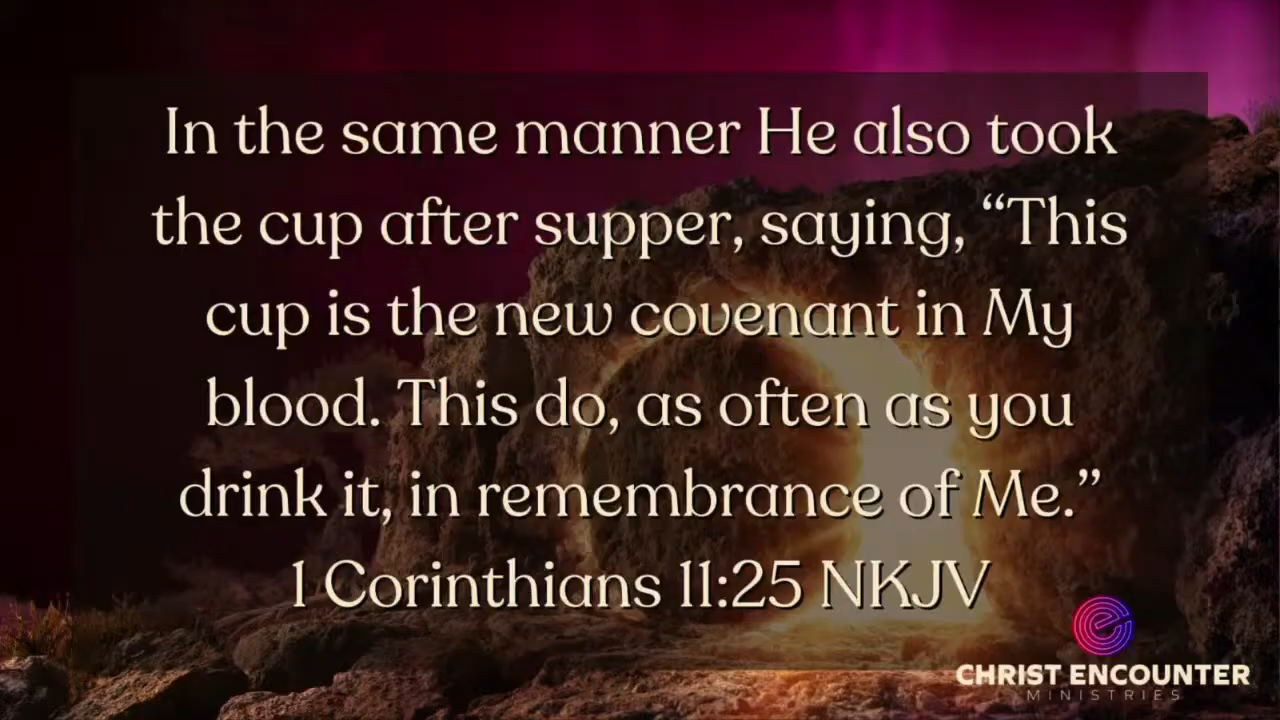 In the same manner He also took
the cup after supper, saying, “This
cup is the new covenant in My
blood. This do, as often as you
drink it, in remembrance of Me.”
1 Corinthians 11:25 NKJV
CHRIST ENCOUNTER
MINISTRIES